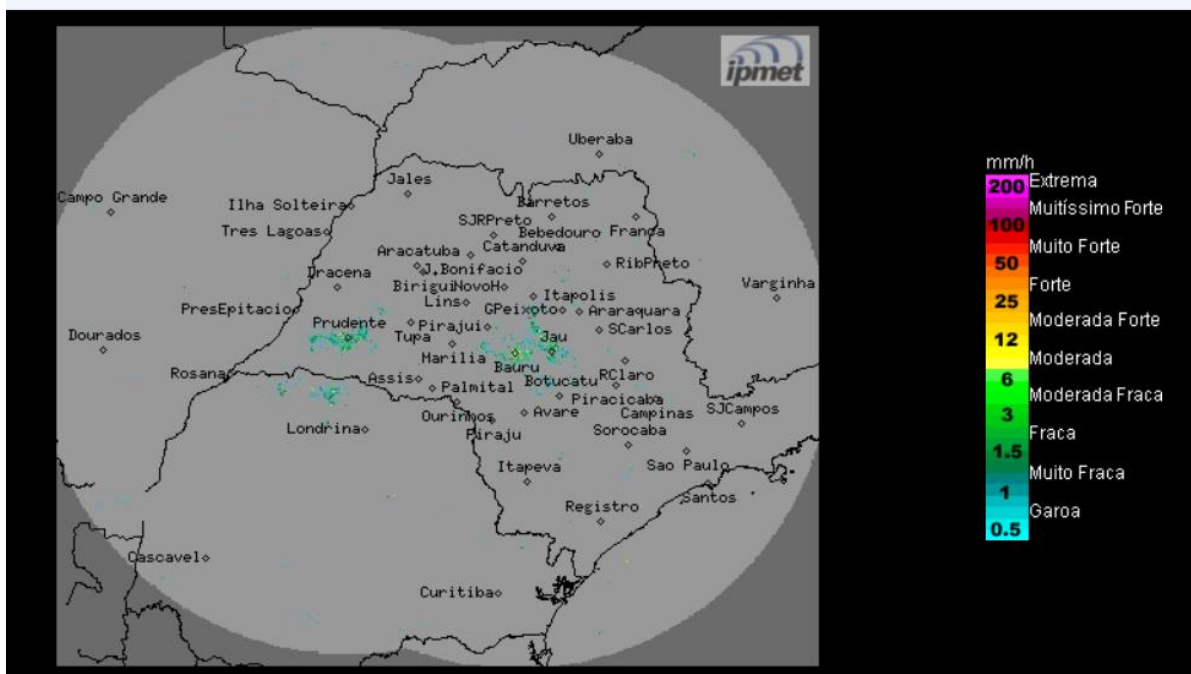 ipmet
Uberaba
Jales
Campo Grande
Ilha Solteira
Barretos
SJRPreto
Tres Lagoas
Bebedouro Franca
Catanduva
Aracatuba
RibPreto
Dracena
J.Bonifacio
Varginha
BiriguiNovoH
Itapolis
Lins
PresEpitacio
GPeixoto
Araraquara
Prudente
Pirajui
SCarlos
Dourados
Tupa
Jau
Marilia
Bauru
Rosana
Assis
Botucatu
RClaro
Palmital
Piracicaba
Ourinhos
Avare
Campinas
SJCampos
Londrina
Piraju
Sorocaba
Itapeva
Sao Paulo
Santos
Registro
Cascavel
Curitiba
mm/h
200 Extrema
Muitíssimo Forte
100
Muito Forte
50
Forte
25
Moderada Forte
12
Moderada
6
Moderada Fraca
3
Fraca
1.5
Muito Fraca
1
Garoa
0.5